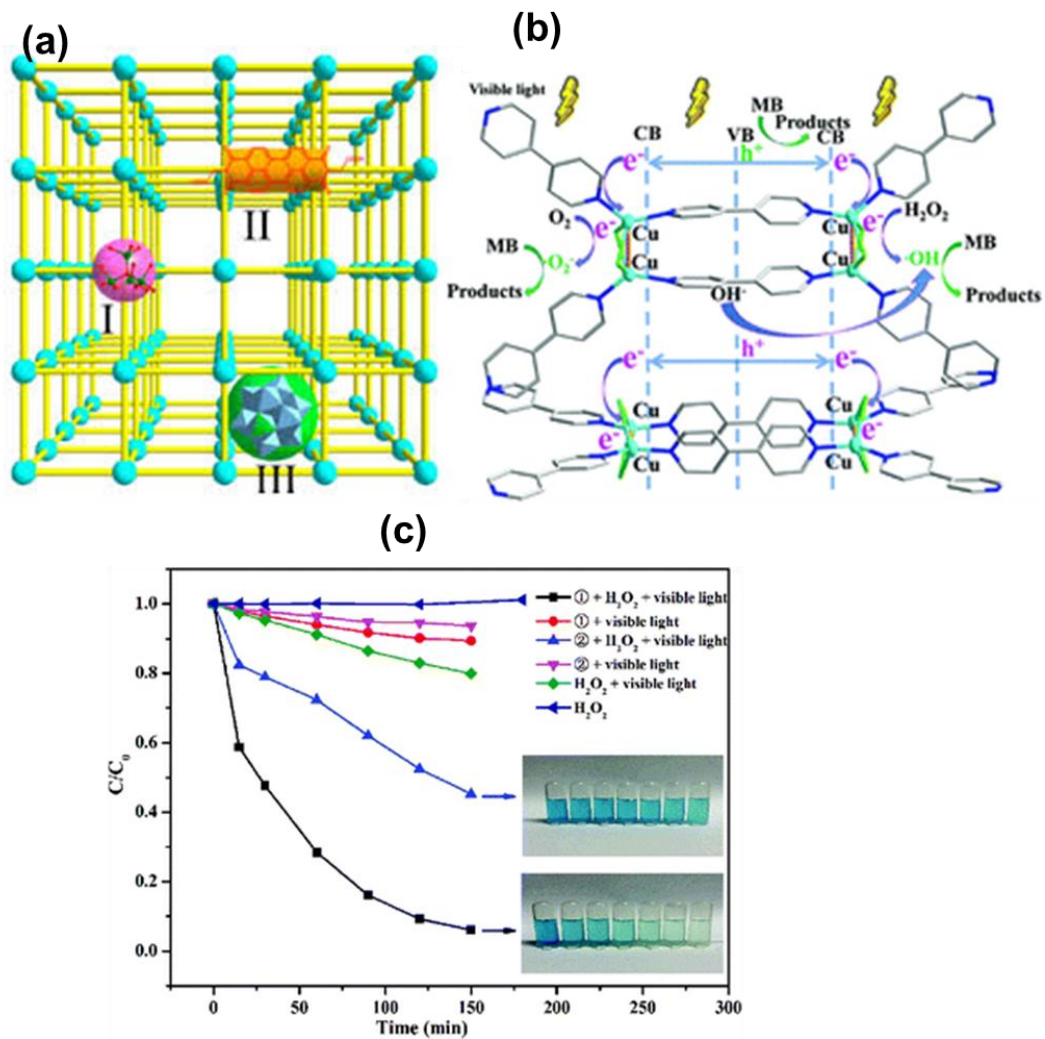 (a)
I
II
III
(b)
Visible light
MB
Products
CB
VB
CB
e-
h+
e-
O2
e-
Cu
Cu
e-
H2O2
MB
·O2-
Cu
Cu
·OH
MB
Products
OH-
Products
e-
h+
e-
Cu
Cu
e-
e-
Cu
Cu
(c)
① + H2O2 + visible light
① + visible light
② + H2O2 + visible light
② + visible light
H2O2 + visible light
H2O2
C/C0
1.0
0.8
0.6
0.4
0.2
0.0
0
50
100
150
200
250
300
Time (min)